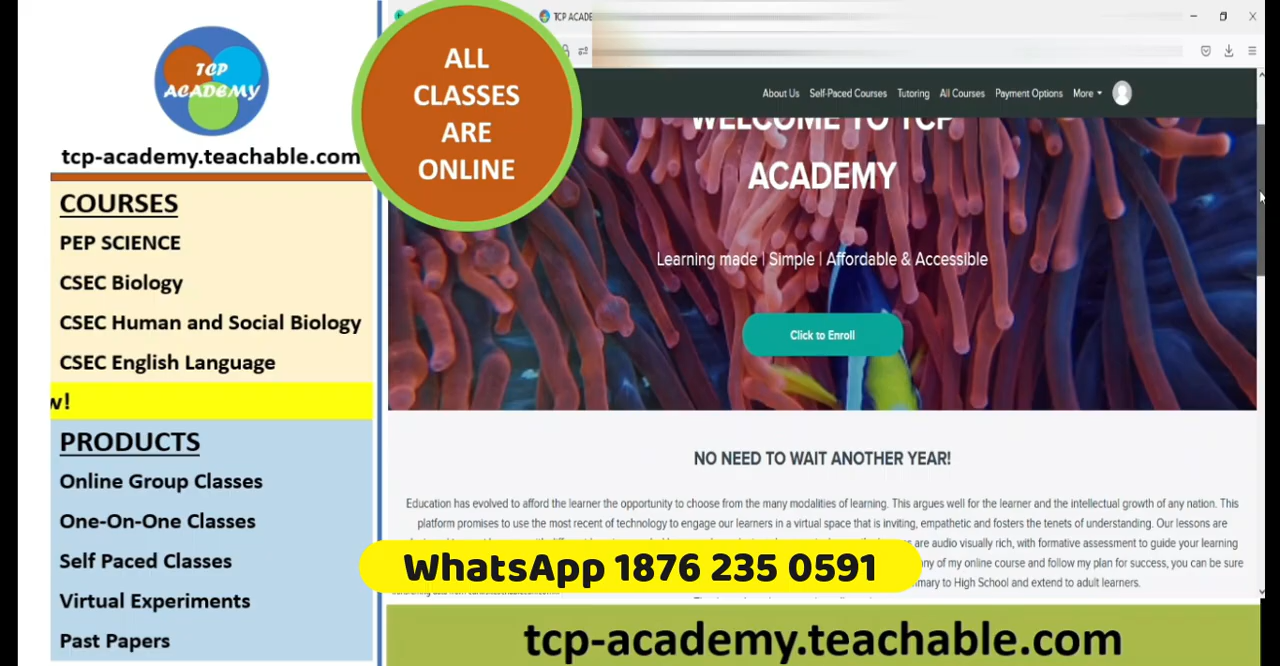 TCP
ACADEMY
tcp-academy.teachable.com
COURSES
PEP SCIENCE
CSEC Biology
CSEC Human and Social Biology
CSEC English Language
w!
PRODUCTS
Online Group Classes
One-On-One Classes
Self Paced Classes
Virtual Experiments
Past Papers
ALL
CLASSES
ARE
ONLINE
TCP ACADE
About Us Self-Paced Courses Tutoring All Courses Payment Options More
WELCOME TO TCP
ACADEMY
Learning made | Simple | Affordable & Accessible
Click to Enroll
NO NEED TO WAIT ANOTHER YEAR!
Education has evolved to afford the learner the opportunity to choose from the many modalities of learning. This argues well for the learner and the intellectual growth of any nation. This
platform promises to use the most recent of technology to engage our learners in a virtual space that is inviting, empathetic and fosters the tenets of understanding. Our lessons are
are audio visually rich, with formative assessment to guide your learning
my online course and follow my plan for success, you can be sure
to High School and extend to adult learners.
WhatsApp 1876 235 0591
tcp-academy.teachable.com